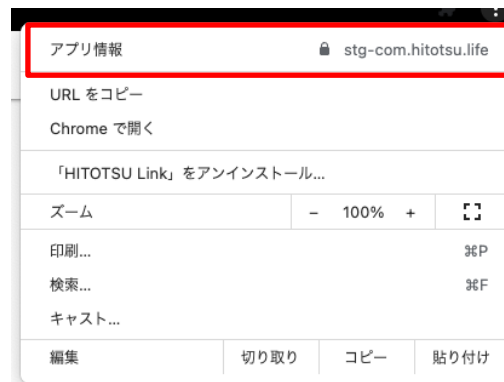 アプリ情報 stg-com.hitotsu.life
URL をコピー
Chrome で開く
「HITOTSU Link」をアンインストール...
ズーム − 100% +
印刷... ⌘P
検索... ⌘F
キャスト...
編集 切り取り コピー 貼り付け